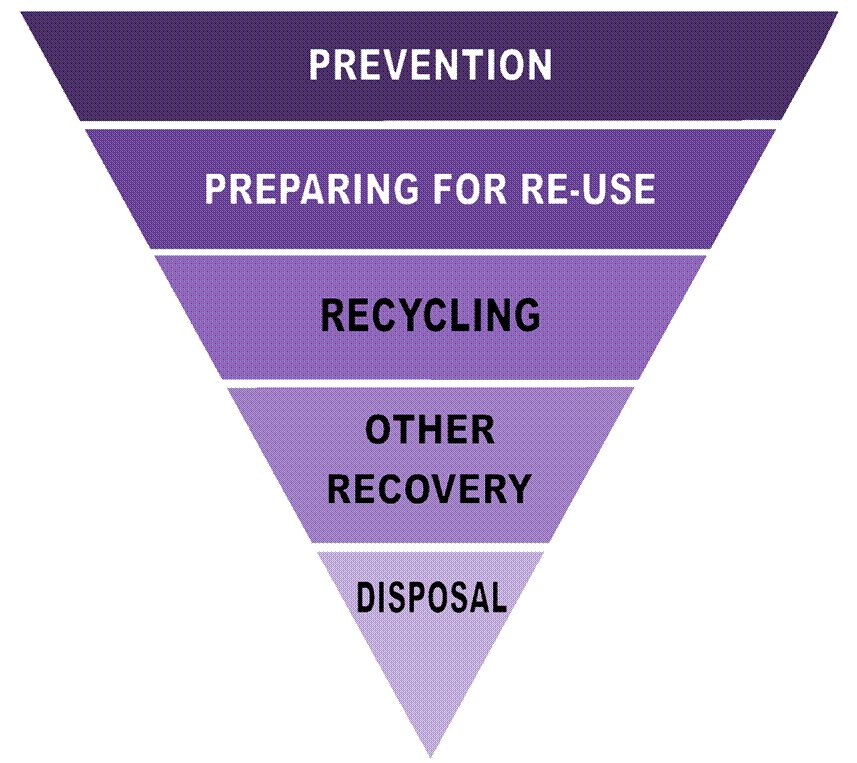 PREVENTION
PREPARING FOR RE-USE
RECYCLING
OTHER
RECOVERY
DISPOSAL